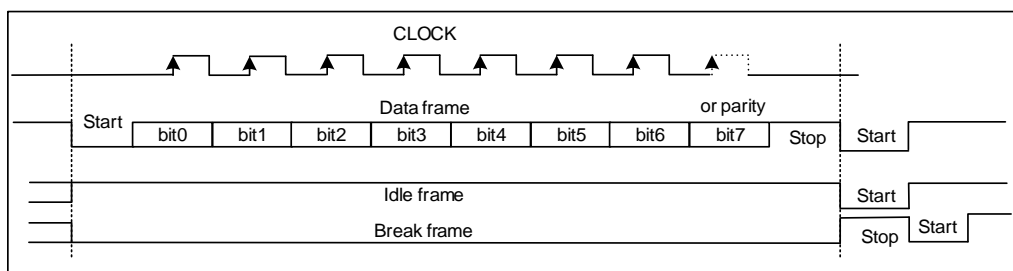 CLOCK
Data frame or parity
Start bit0 bit1 bit2 bit3 bit4 bit5 bit6 bit7 Stop Start
Idle frame Start
Break frame Stop Start